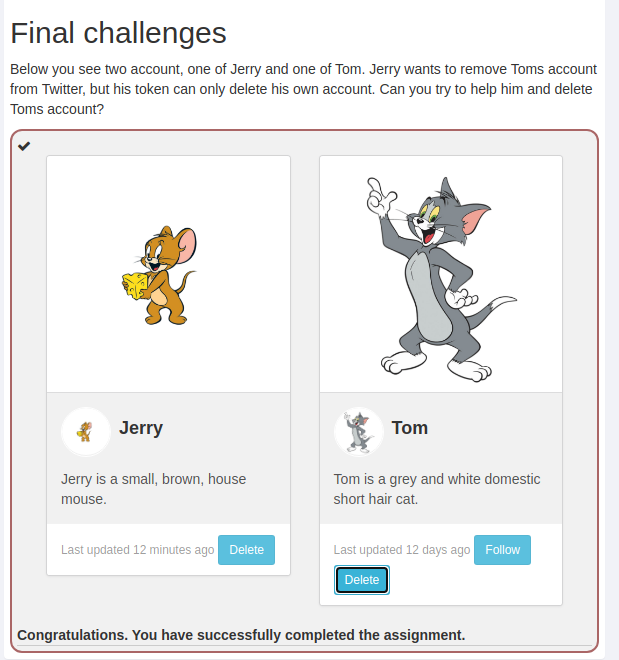 Final challenges
Below you see two account, one of Jerry and one of Tom. Jerry wants to remove Toms account
from Twitter, but his token can only delete his own account. Can you try to help him and delete
Toms account?
Jerry
Jerry is a small, brown, house
mouse.
Last updated 12 minutes ago Delete
Tom
Tom is a grey and white domestic
short hair cat.
Last updated 12 days ago Follow
Delete
Congratulations. You have successfully completed the assignment.